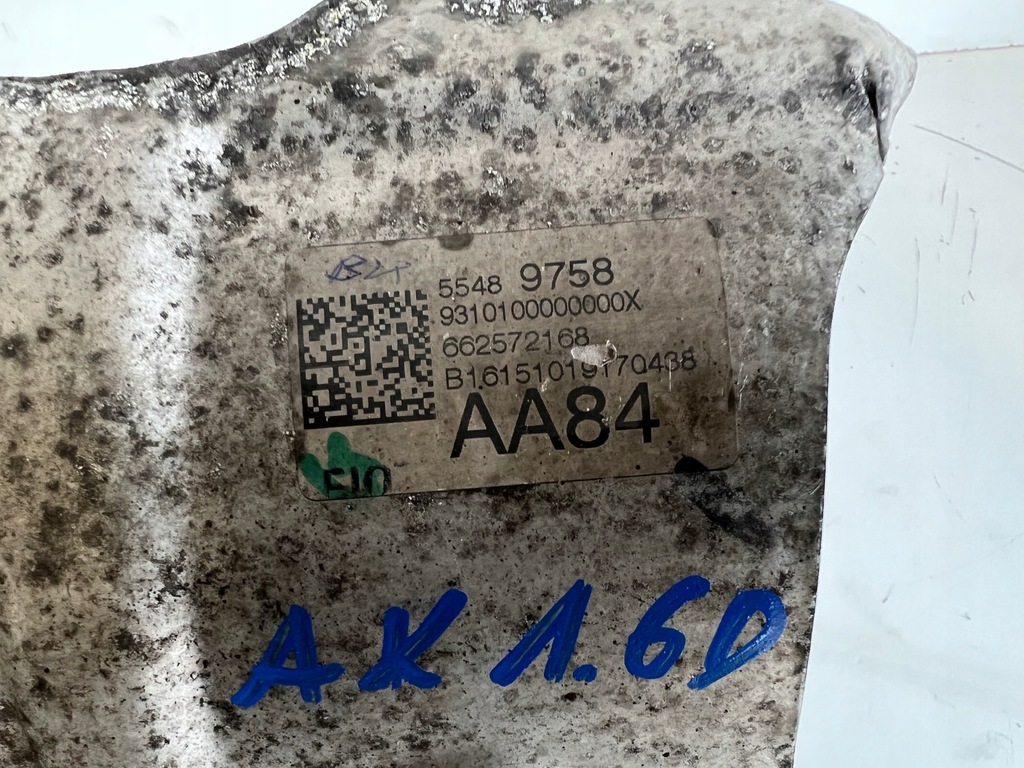 5548 9758
9310100000000X
662572168
B16151019170438
AA84
AK 1.6D